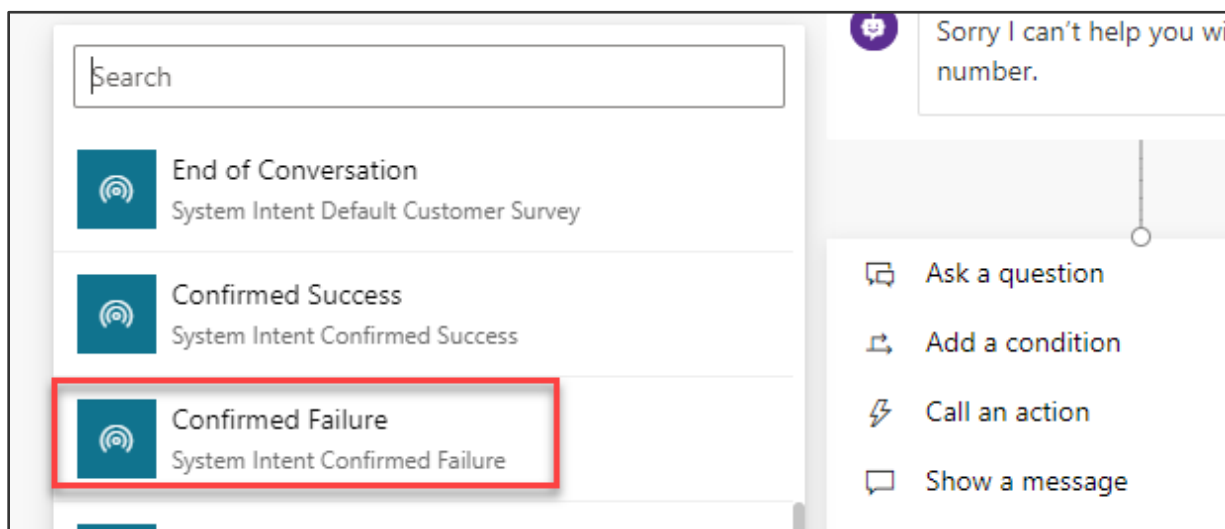 Search
End of Conversation
System Intent Default Customer Survey
Confirmed Success
System Intent Confirmed Success
Confirmed Failure
System Intent Confirmed Failure
Sorry I can't help you
number.
Ask a question
Add a condition
Call an action
Show a message